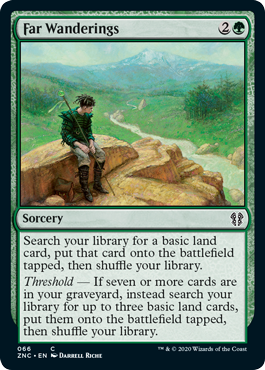 Far Wanderings 2
Sorcery
Search your library for a basic land
card, put that card onto the battlefield
tapped, then shuffle your library.
Threshold — If seven or more cards are
in your graveyard, instead search your
library for up to three basic land cards,
put them onto the battlefield tapped,
then shuffle your library.
066 C
ZNC • EN Darrell Riche
™ & © 2020 Wizards of the Coast